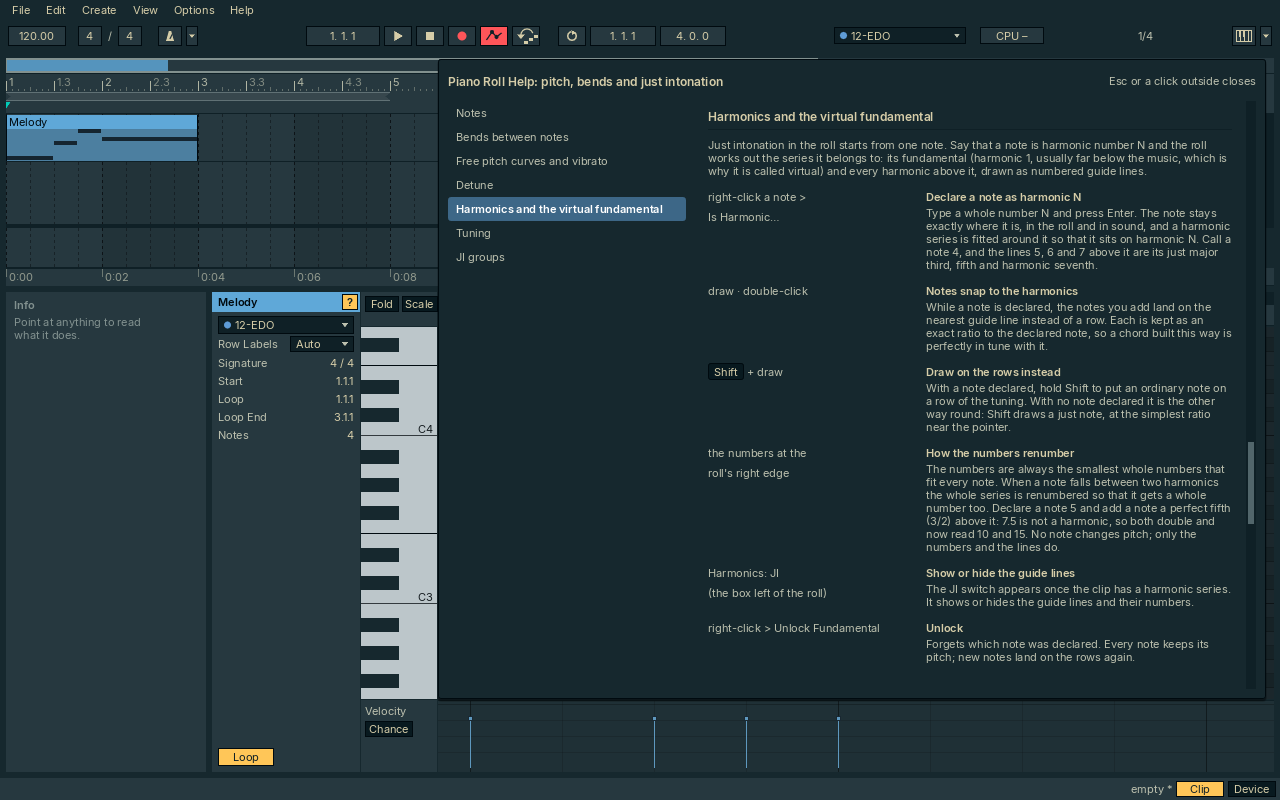 File Edit Create View Options Help
120.00 4 / 4 1. 1. 1 1. 1. 1 4. 0. 0 12-EDO CPU – 1/4
1 1.3 2 2.3 3 3.3 4 4.3 5
Melody
0:00 0:02 0:04 0:06 0:08
Info
Point at anything to read
what it does.
Melody ?
12-EDO
Row Labels Auto
Signature 4 / 4
Start 1.1.1
Loop 1.1.1
Loop End 3.1.1
Notes 4
Loop
Fold Scale
C4
C3
Velocity
Chance
Piano Roll Help: pitch, bends and just intonation Esc or a click outside closes
Notes
Bends between notes
Free pitch curves and vibrato
Detune
Harmonics and the virtual fundamental
Tuning
JI groups
Harmonics and the virtual fundamental
Just intonation in the roll starts from one note. Say that a note is harmonic number N and the roll
works out the series it belongs to: its fundamental (harmonic 1, usually far below the music, which is
why it is called virtual) and every harmonic above it, drawn as numbered guide lines.
right-click a note >
Is Harmonic...
Declare a note as harmonic N
Type a whole number N and press Enter. The note stays
exactly where it is, in the roll and in sound, and a harmonic
series is fitted around it so that it sits on harmonic N. Call a
note 4, and the lines 5, 6 and 7 above it are its just major
third, fifth and harmonic seventh.
draw · double-click
Notes snap to the harmonics
While a note is declared, the notes you add land on the
nearest guide line instead of a row. Each is kept as an
exact ratio to the declared note, so a chord built this way is
perfectly in tune with it.
Shift + draw
Draw on the rows instead
With a note declared, hold Shift to put an ordinary note on
a row of the tuning. With no note declared it is the other
way round: Shift draws a just note, at the simplest ratio
near the pointer.
the numbers at the
roll's right edge
How the numbers renumber
The numbers are always the smallest whole numbers that
fit every note. When a note falls between two harmonics
the whole series is renumbered so that it gets a whole
number too. Declare a note 5 and add a note a perfect fifth
(3/2) above it: 7.5 is not a harmonic, so both double and
now read 10 and 15. No note changes pitch; only the
numbers and the lines do.
Harmonics: JI
(the box left of the roll)
Show or hide the guide lines
The JI switch appears once the clip has a harmonic series.
It shows or hides the guide lines and their numbers.
right-click > Unlock Fundamental
Unlock
Forgets which note was declared. Every note keeps its
pitch; new notes land on the rows again.
empty * Clip Device